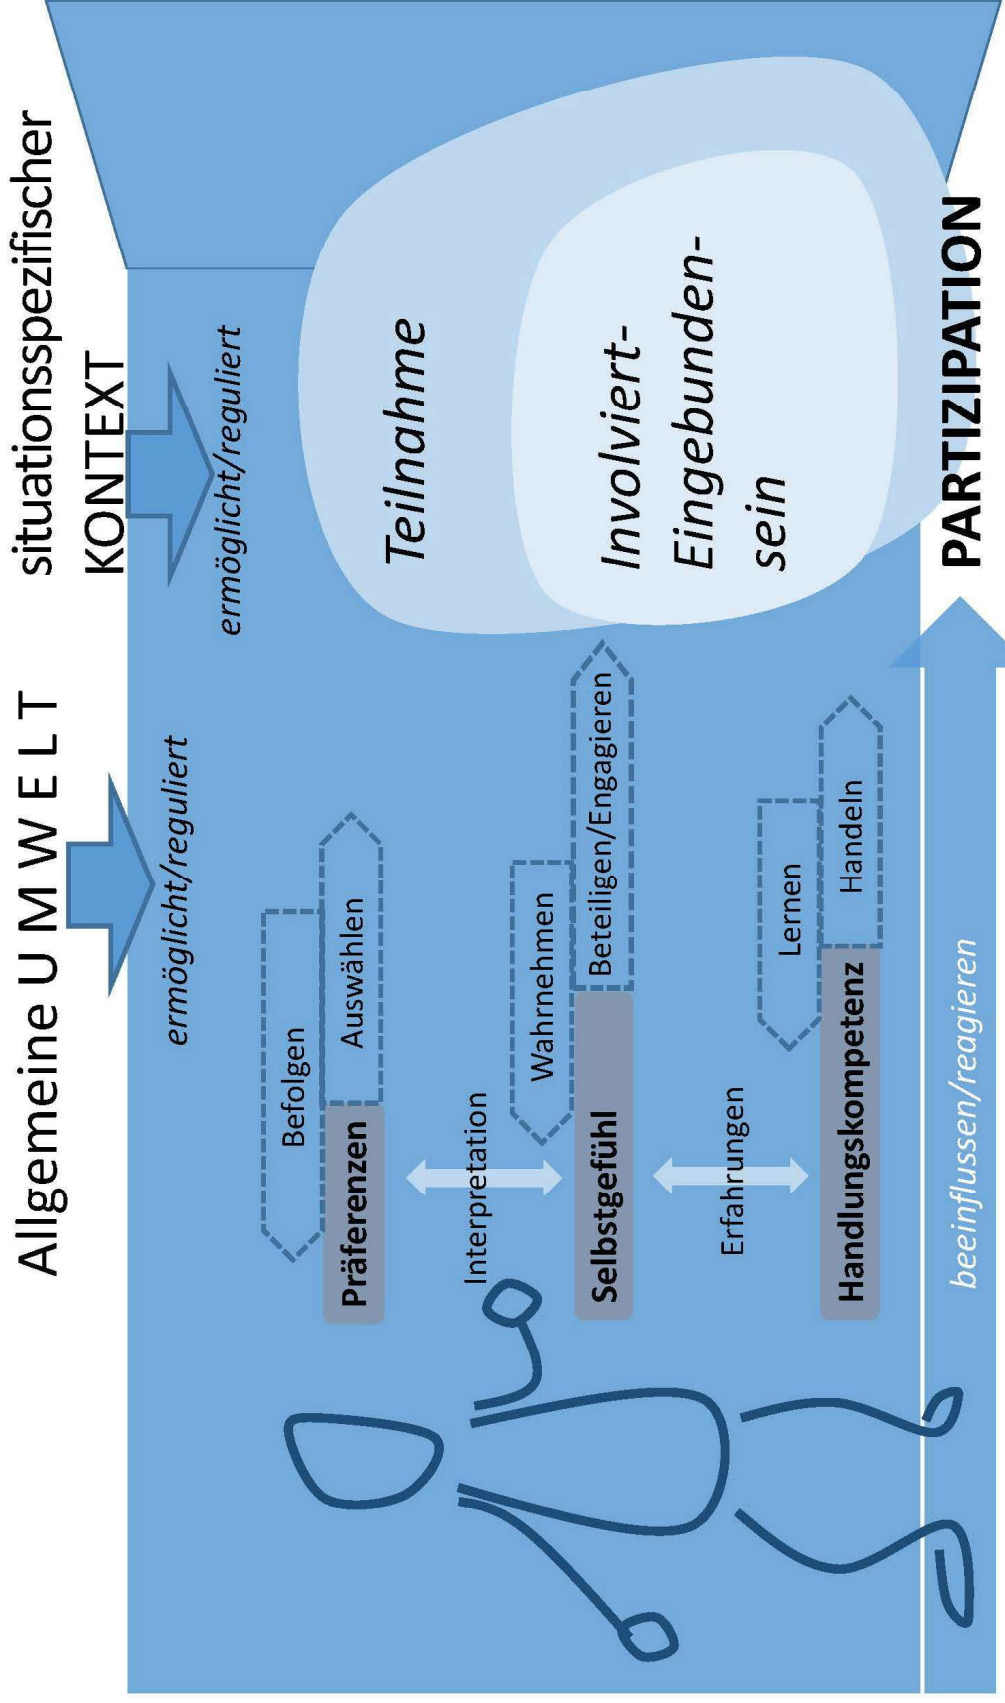 Allgemeine U M W E L T
situationsspezifischer
KONTEXT
ermöglicht/reguliert
ermöglicht/reguliert
Befolgen
Präferenzen
Auswählen
Interpretation
Wahrnehmen
Selbstgefühl
Beteiligen/Engagieren
Erfahrungen
Lernen
Handlungskompetenz
Handeln
Teilnahme
Involviert-
Eingebunden-
sein
beeinflussen/reagieren
PARTIZIPATION